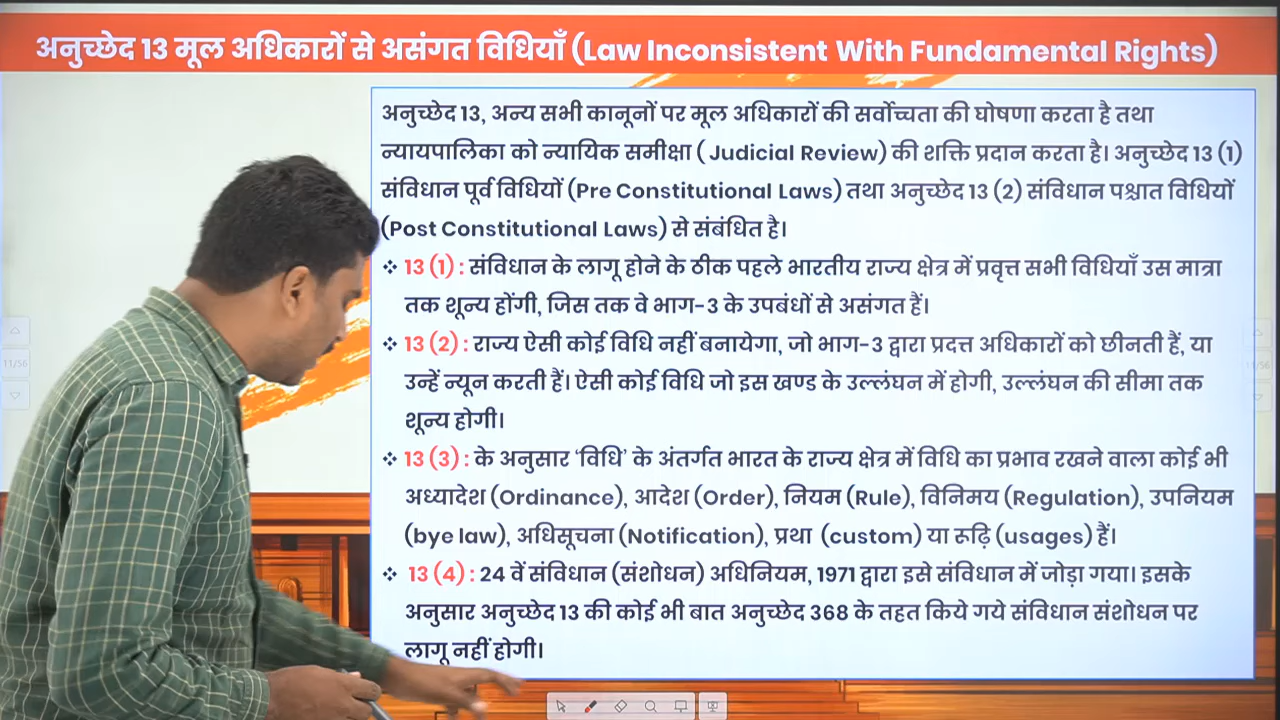 अनुच्छेद 13 मूल अधिकारों से असंगत विधियाँ (Law Inconsistent With Fundamental Rights)
अनुच्छेद 13, अन्य सभी कानूनों पर मूल अधिकारों की सर्वोच्चता की घोषणा करता है तथा
न्यायपालिका को न्यायिक समीक्षा ( Judicial Review) की शक्ति प्रदान करता है। अनुच्छेद 13 (1)
संविधान पूर्व विधियों (Pre Constitutional Laws) तथा अनुच्छेद 13 (2) संविधान पश्चात विधियों
(Post Constitutional Laws) से संबंधित है।
❖ 13 (1) : संविधान के लागू होने के ठीक पहले भारतीय राज्य क्षेत्र में प्रवृत्त सभी विधियाँ उस मात्रा
तक शून्य होंगी, जिस तक वे भाग-3 के उपबंधों से असंगत हैं।
❖ 13 (2) : राज्य ऐसी कोई विधि नहीं बनायेगा, जो भाग-3 द्वारा प्रदत्त अधिकारों को छीनती हैं, या
उन्हें न्यून करती हैं। ऐसी कोई विधि जो इस खण्ड के उल्लंघन में होगी, उल्लंघन की सीमा तक
शून्य होगी।
❖ 13 (3) : के अनुसार ‘विधि’ के अंतर्गत भारत के राज्य क्षेत्र में विधि का प्रभाव रखने वाला कोई भी
अध्यादेश (Ordinance), आदेश (Order), नियम (Rule), विनिमय (Regulation), उपनियम
(bye law), अधिसूचना (Notification), प्रथा (custom) या रूढ़ि (usages) हैं।
❖ 13 (4) : 24 वें संविधान (संशोधन) अधिनियम, 1971 द्वारा इसे संविधान में जोड़ा गया। इसके
अनुसार अनुच्छेद 13 की कोई भी बात अनुच्छेद 368 के तहत किये गये संविधान संशोधन पर
लागू नहीं होगी।
11/56